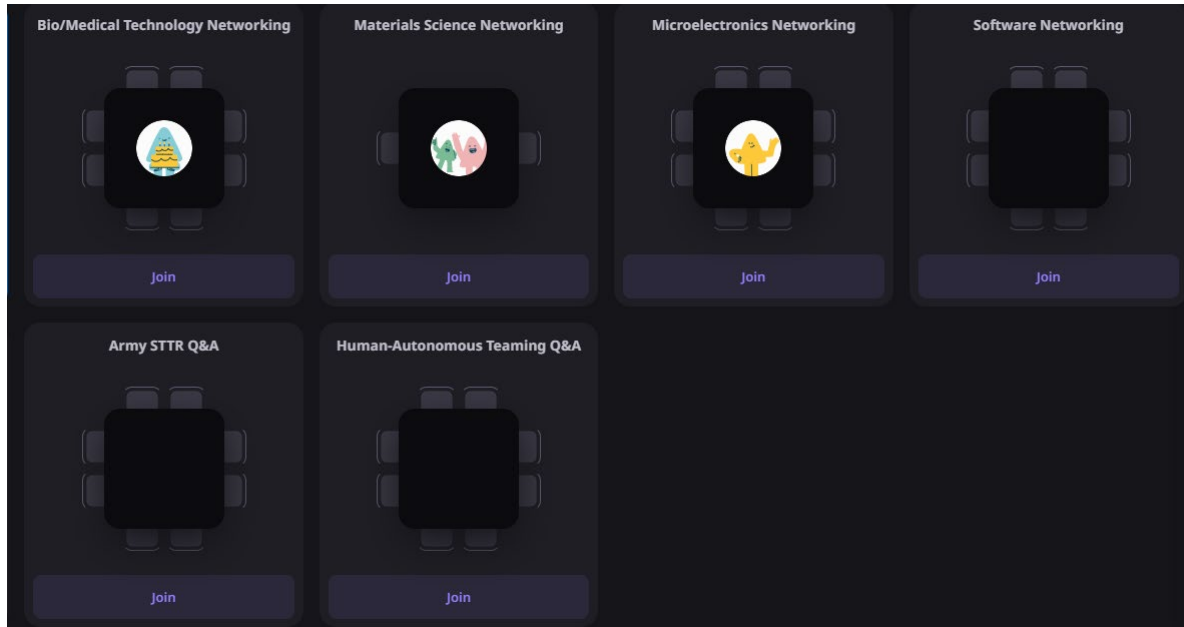 Bio/Medical Technology Networking
Materials Science Networking
Microelectronics Networking
Software Networking
Join
Join
Join
Join
Army STTR Q&A
Human-Autonomous Teaming Q&A
Join
Join